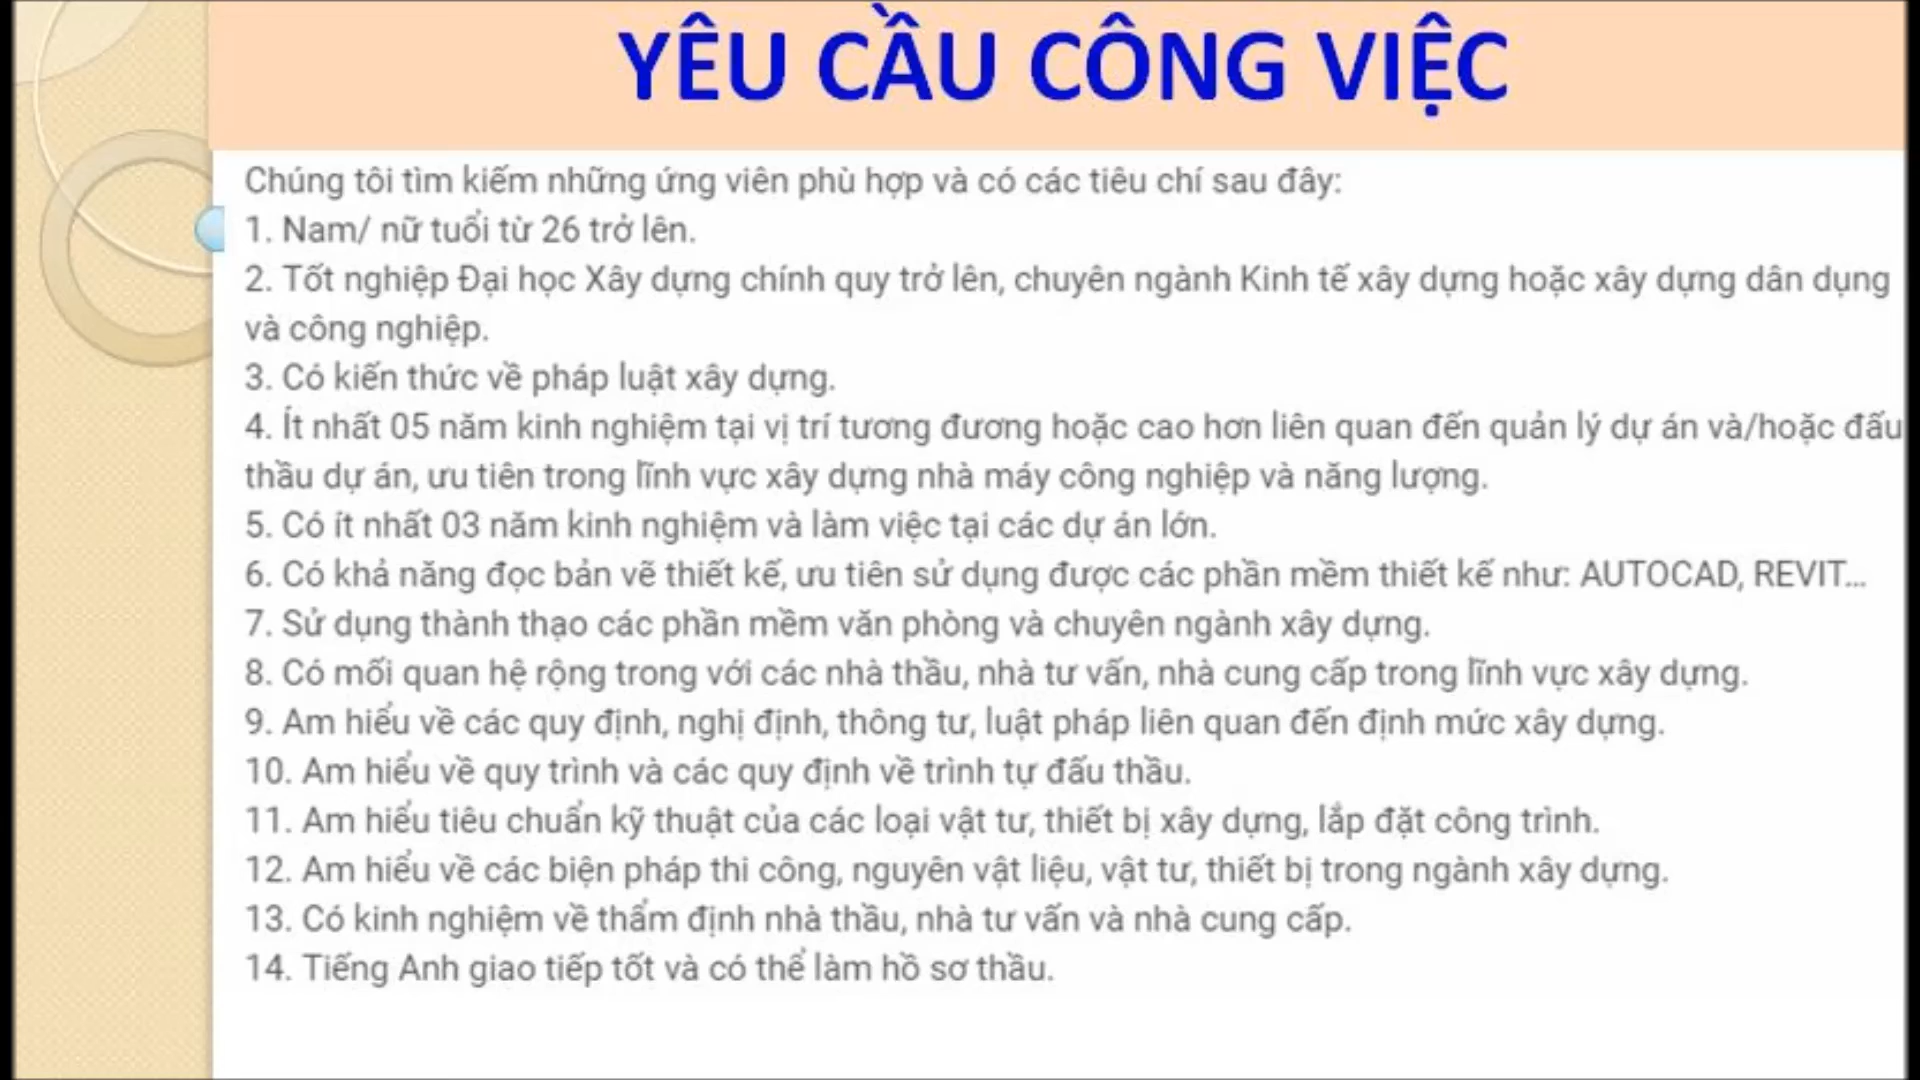 YÊU CẦU CÔNG VIỆC
Chúng tôi tìm kiếm những ứng viên phù hợp và có các tiêu chí sau đây:
1. Nam/ nữ tuổi từ 26 trở lên.
2. Tốt nghiệp Đại học Xây dựng chính quy trở lên, chuyên ngành Kinh tế xây dựng hoặc xây dựng dân dụng
và công nghiệp.
3. Có kiến thức về pháp luật xây dựng.
4. Ít nhất 05 năm kinh nghiệm tại vị trí tương đương hoặc cao hơn liên quan đến quản lý dự án và/hoặc đấu
thầu dự án, ưu tiên trong lĩnh vực xây dựng nhà máy công nghiệp và năng lượng.
5. Có ít nhất 03 năm kinh nghiệm và làm việc tại các dự án lớn.
6. Có khả năng đọc bản vẽ thiết kế, ưu tiên sử dụng được các phần mềm thiết kế như: AUTOCAD, REVIT...
7. Sử dụng thành thạo các phần mềm văn phòng và chuyên ngành xây dựng.
8. Có mối quan hệ rộng trong với các nhà thầu, nhà tư vấn, nhà cung cấp trong lĩnh vực xây dựng.
9. Am hiểu về các quy định, nghị định, thông tư, luật pháp liên quan đến định mức xây dựng.
10. Am hiểu về quy trình và các quy định về trình tự đấu thầu.
11. Am hiểu tiêu chuẩn kỹ thuật của các loại vật tư, thiết bị xây dựng, lắp đặt công trình.
12. Am hiểu về các biện pháp thi công, nguyên vật liệu, vật tư, thiết bị trong ngành xây dựng.
13. Có kinh nghiệm về thẩm định nhà thầu, nhà tư vấn và nhà cung cấp.
14. Tiếng Anh giao tiếp tốt và có thể làm hồ sơ thầu.